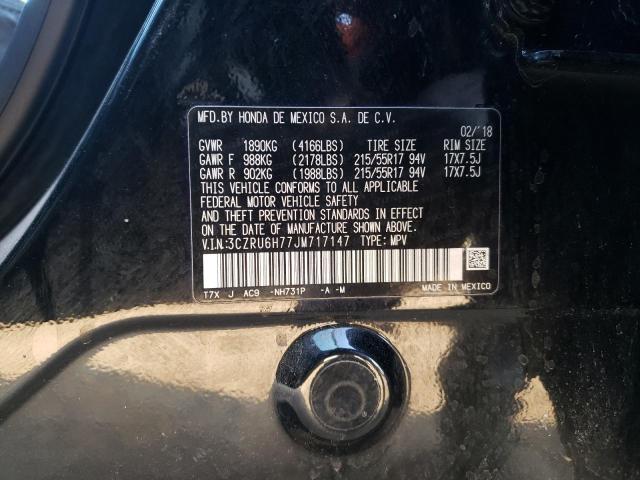 MFD.BY HONDA DE MEXICO S.A. DE C.V.
02/'18
GVWR 1890KG (4166LBS) TIRE SIZE RIM SIZE
GAWR F 988KG (2178LBS) 215/55R17 94V 17X7.5J
GAWR R 902KG (1988LBS) 215/55R17 94V 17X7.5J
THIS VEHICLE CONFORMS TO ALL APPLICABLE
FEDERAL MOTOR VEHICLE SAFETY
AND THEFT PREVENTION STANDARDS IN EFFECT
ON THE DATE OF MANUFACTURE SHOWN ABOVE.
V.I.N:3CZRU6H77JM717147 TYPE: MPV
T7X J AC9 -NH731P -A -M MADE IN MEXICO